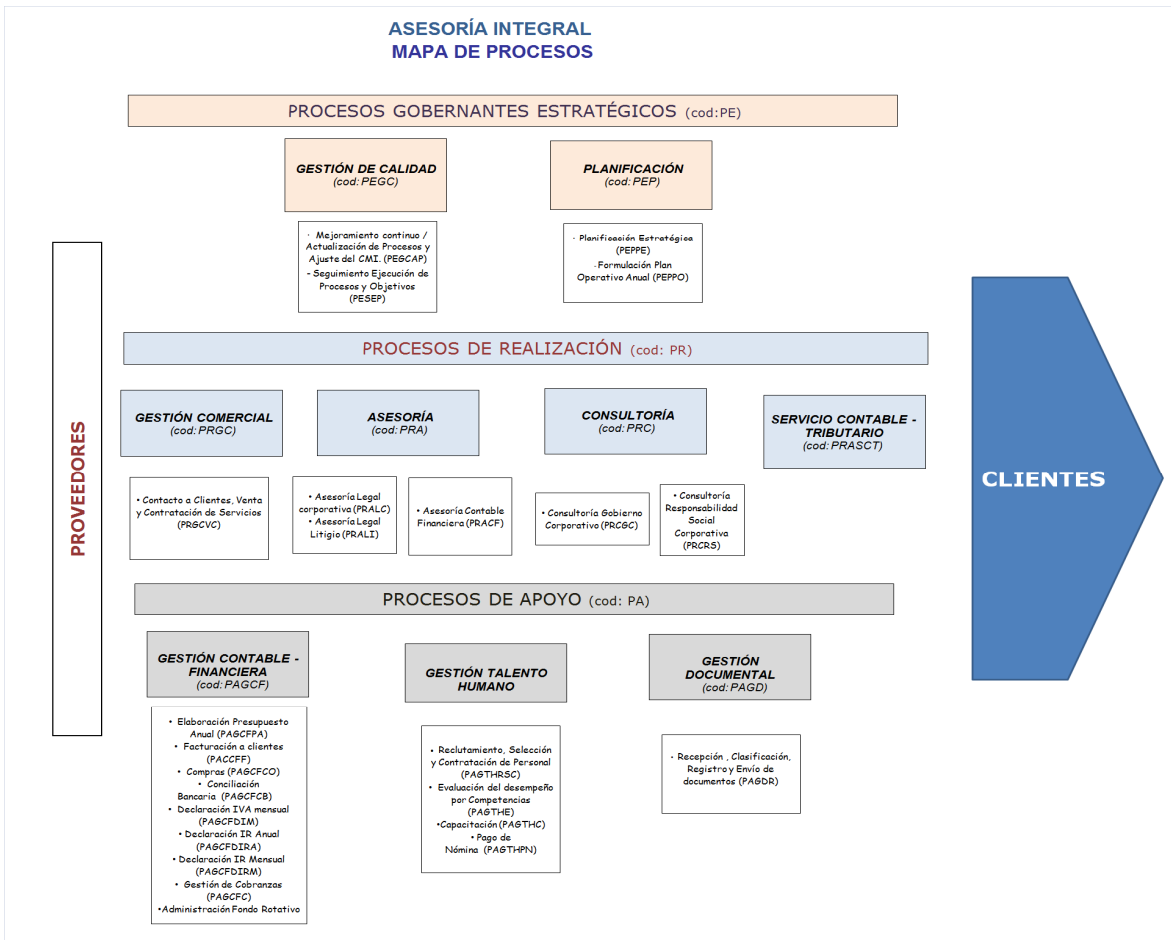 ASESORÍA INTEGRAL
MAPA DE PROCESOS
PROCESOS GOBERNANTES ESTRATÉGICOS (cod:PE)
GESTIÓN DE CALIDAD
(cod: PEGC)
PLANIFICACIÓN
(cod: PEP)
· Mejoramiento continuo /
Actualización de Procesos y
Ajuste del CMI. (PEGCAP)
- Seguimiento Ejecución de
Procesos y Objetivos
(PESEP)
· Planificación Estratégica
(PEPPE)
-Formulación Plan
Operativo Anual (PEPPO)
PROVEEDORES
PROCESOS DE REALIZACIÓN (cod: PR)
GESTIÓN COMERCIAL
(cod: PRGC)
ASESORÍA
(cod: PRA)
CONSULTORÍA
(cod: PRC)
SERVICIO CONTABLE -
TRIBUTARIO
(cod: PRASCT)
• Contacto a Clientes, Venta
y Contratación de Servicios
(PRGCVC)
• Asesoría Legal
corporativa (PRALC)
• Asesoría Legal
Litigio (PRALI)
• Asesoría Contable
Financiera (PRACF)
• Consultoría Gobierno
Corporativo (PRCGC)
• Consultoría
Responsabilidad
Social
Corporativa
(PRCRS)
CLIENTES
PROCESOS DE APOYO (cod: PA)
GESTIÓN CONTABLE -
FINANCIERA
(cod: PAGCF)
GESTIÓN TALENTO
HUMANO
GESTIÓN
DOCUMENTAL
(cod: PAGD)
• Elaboración Presupuesto
Anual (PAGCFPA)
• Facturación a clientes
(PACCFF)
• Compras (PAGCFCO)
• Conciliación
Bancaria (PAGCFCB)
• Declaración IVA mensual
(PAGCFDIM)
• Declaración IR Anual
(PAGCFDIRA)
• Declaración IR Mensual
(PAGCFDIRM)
• Gestión de Cobranzas
(PAGCFC)
•Administración Fondo Rotativo
• Reclutamiento, Selección
y Contratación de Personal
(PAGTHRSC)
• Evaluación del desempeño
por Competencias
(PAGTHE)
•Capacitación (PAGTHC)
• Pago de
Nómina (PAGTHPN)
• Recepción , Clasificación,
Registro y Envío de
documentos (PAGDR)